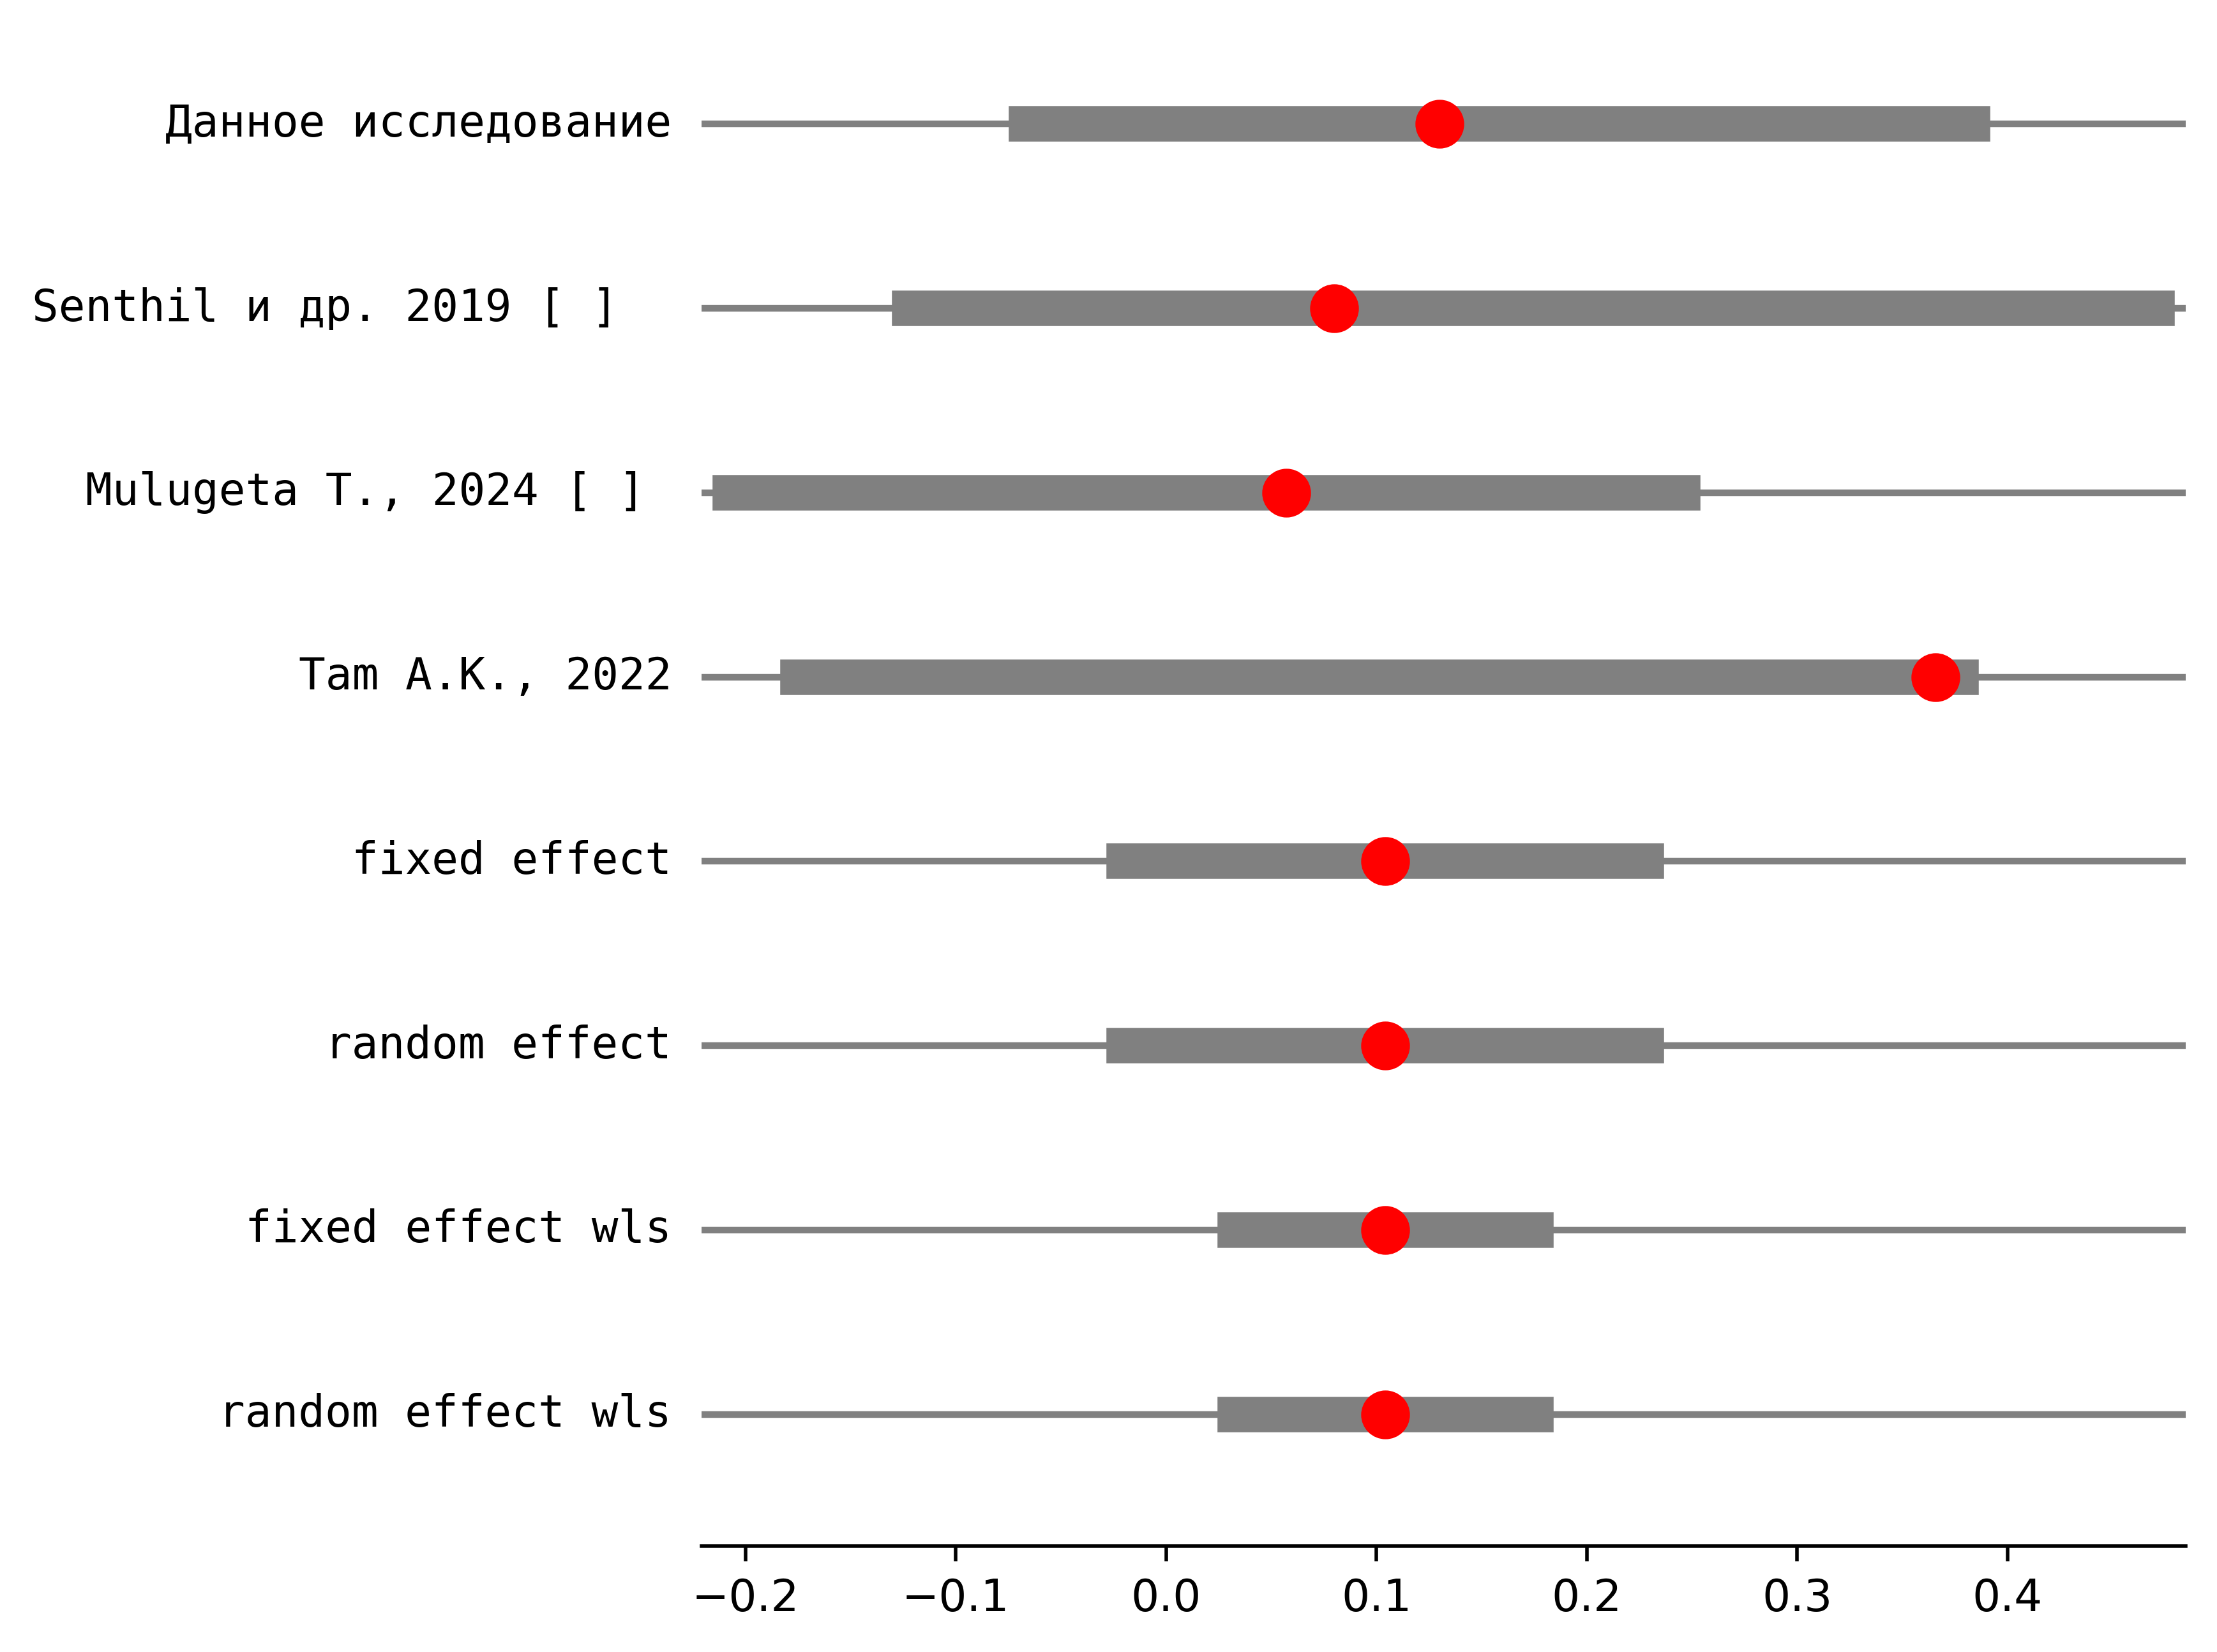 Данное исследование
Senthil и др. 2019 [ ]
Mulugeta T., 2024 [ ]
Tam A.K., 2022
fixed effect
random effect
fixed effect wls
random effect wls
−0.2 −0.1 0.0 0.1 0.2 0.3 0.4